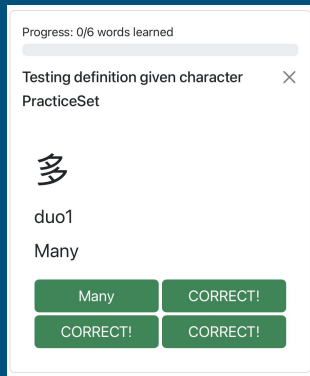 Progress: 0/6 words learned
Testing definition given character
PracticeSet
多
duo1
Many
Many CORRECT!
CORRECT! CORRECT!